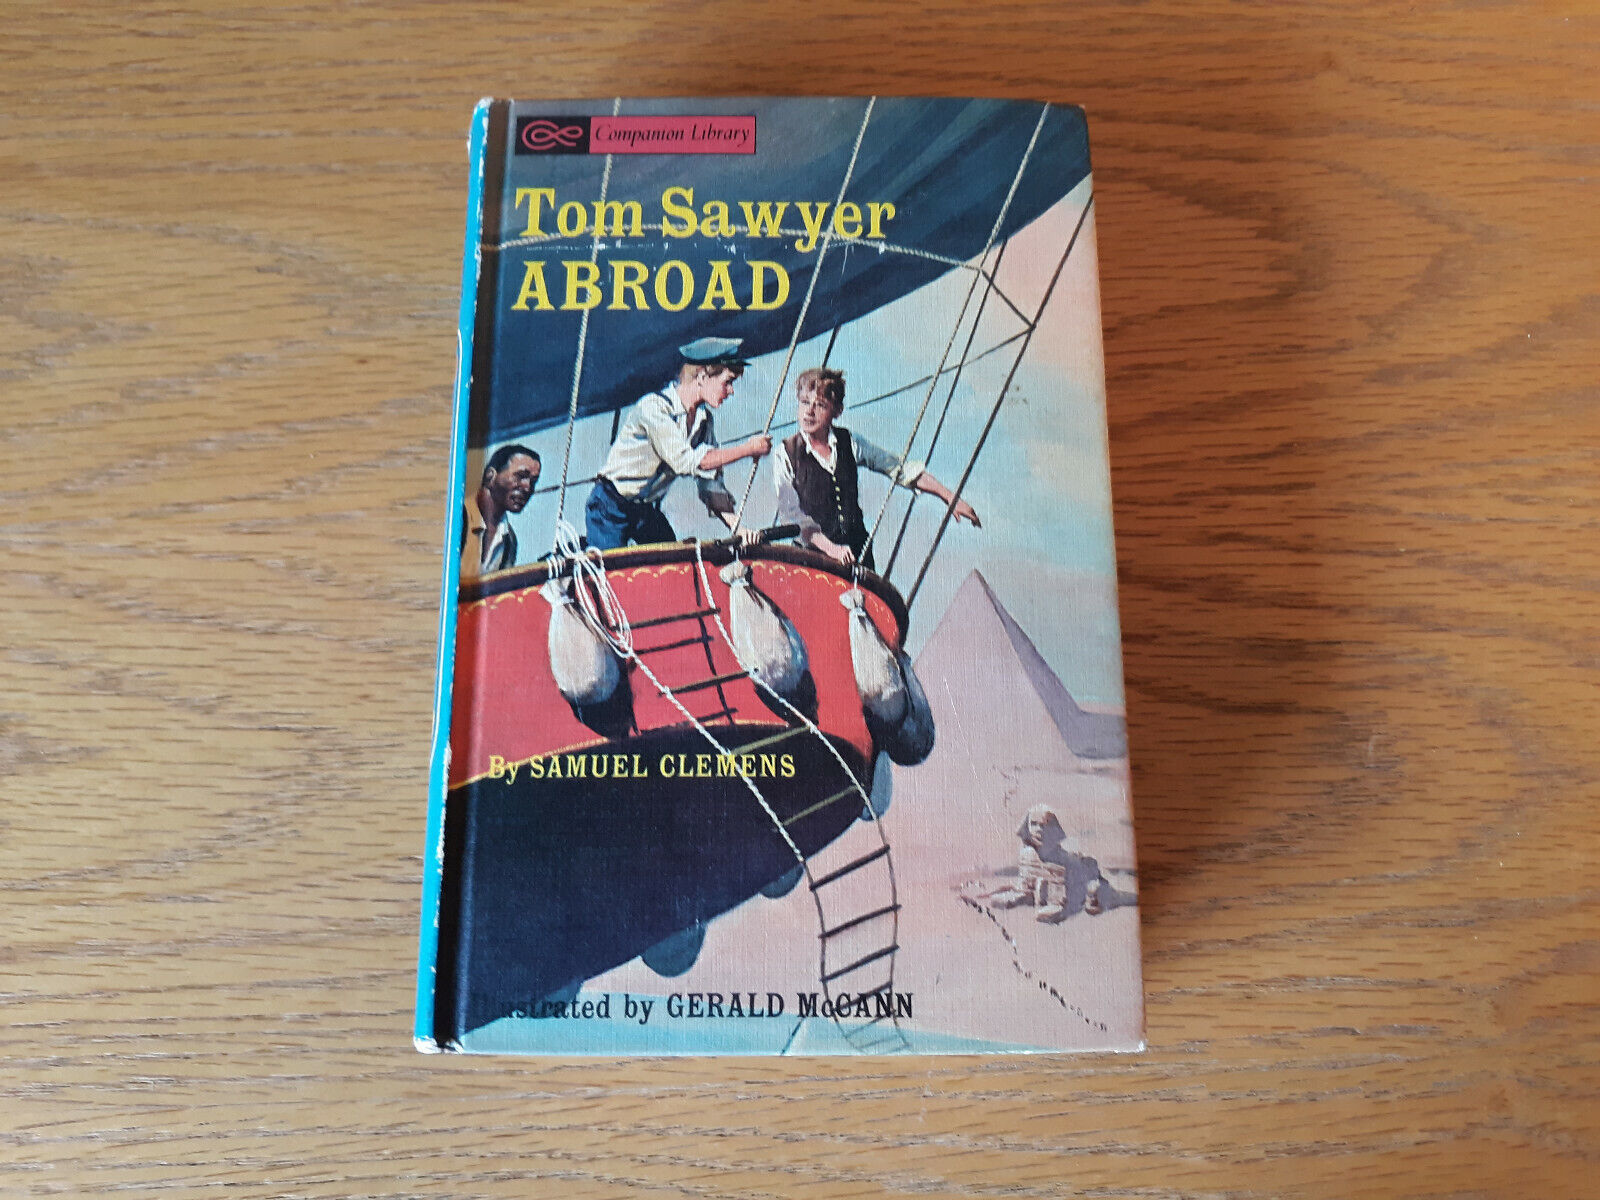 Companion Library
Tom Sawyer
ABROAD
By SAMUEL CLEMENS
Illustrated by GERALD McCANN